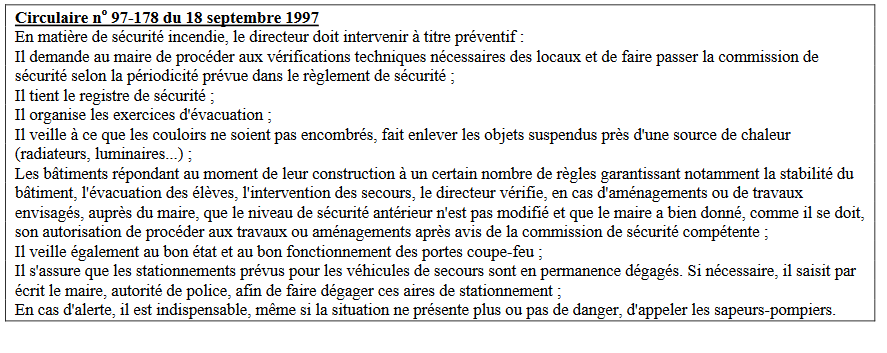 Circulaire nº 97-178 du 18 septembre 1997
En matière de sécurité incendie, le directeur doit intervenir à titre préventif :
Il demande au maire de procéder aux vérifications techniques nécessaires des locaux et de faire passer la commission de
sécurité selon la périodicité prévue dans le règlement de sécurité ;
Il tient le registre de sécurité ;
Il organise les exercices d'évacuation ;
Il veille à ce que les couloirs ne soient pas encombrés, fait enlever les objets suspendus près d'une source de chaleur
(radiateurs, luminaires...) ;
Les bâtiments répondant au moment de leur construction à un certain nombre de règles garantissant notamment la stabilité du
bâtiment, l'évacuation des élèves, l'intervention des secours, le directeur vérifie, en cas d'aménagements ou de travaux
envisagés, auprès du maire, que le niveau de sécurité antérieur n'est pas modifié et que le maire a bien donné, comme il se doit,
son autorisation de procéder aux travaux ou aménagements après avis de la commission de sécurité compétente ;
Il veille également au bon état et au bon fonctionnement des portes coupe-feu ;
Il s'assure que les stationnements prévus pour les véhicules de secours sont en permanence dégagés. Si nécessaire, il saisit par
écrit le maire, autorité de police, afin de faire dégager ces aires de stationnement ;
En cas d'alerte, il est indispensable, même si la situation ne présente plus ou pas de danger, d'appeler les sapeurs-pompiers.